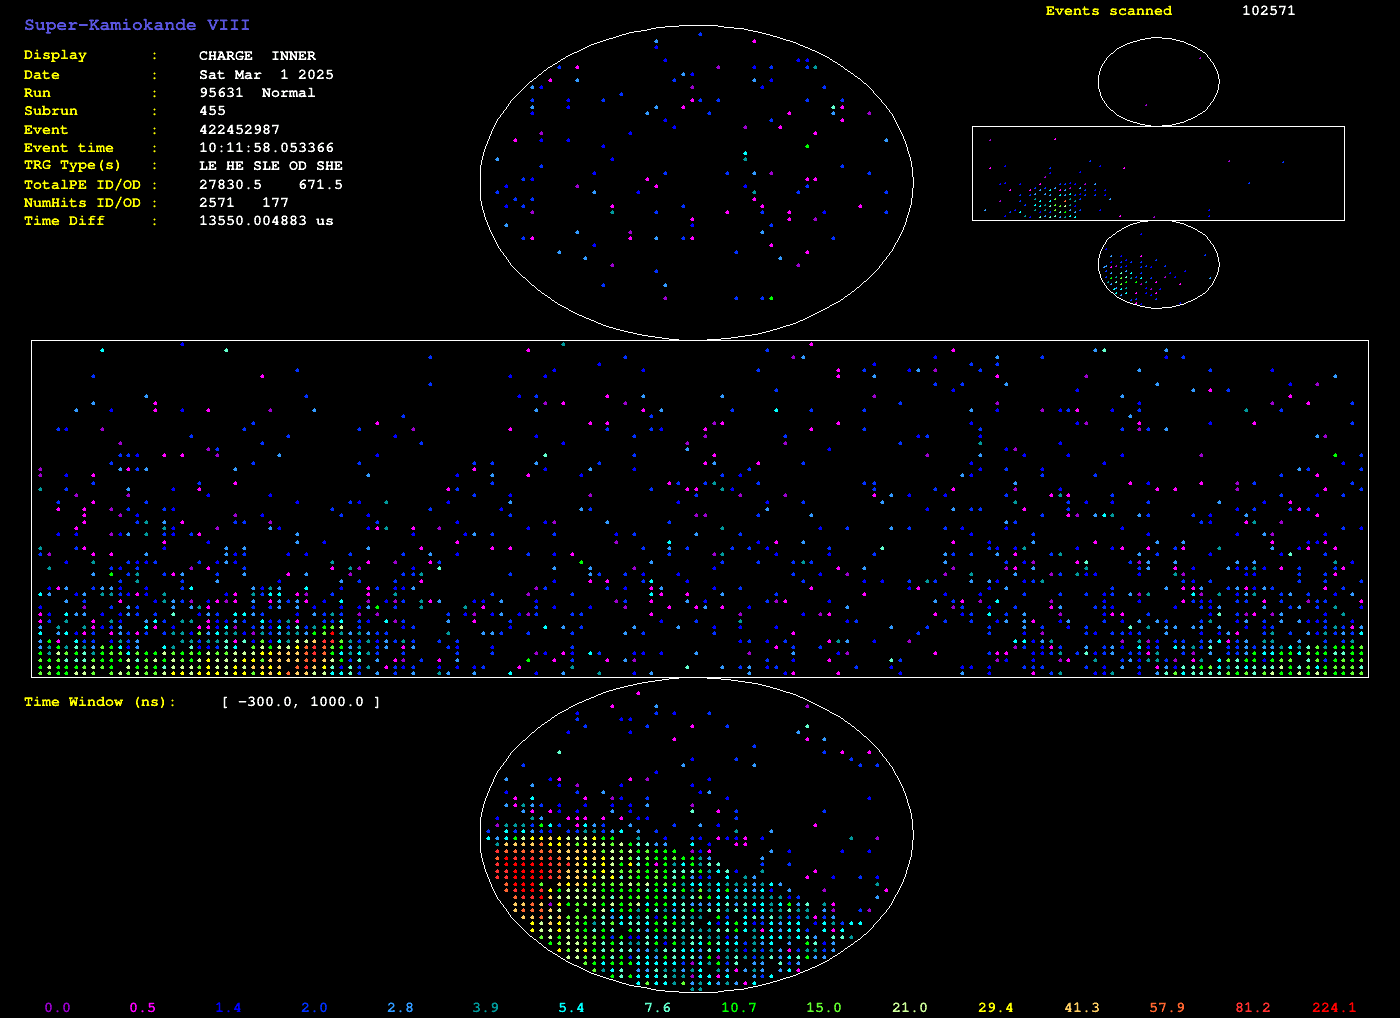 Super-Kamiokande VIII
Events scanned 102571
Display : CHARGE INNER
Date : Sat Mar 1 2025
Run : 95631 Normal
Subrun : 455
Event : 422452987
Event time : 10:11:58.053366
TRG Type(s) : LE HE SLE OD SHE
TotalPE ID/OD : 27830.5 671.5
NumHits ID/OD : 2571 177
Time Diff : 13550.004883 us
Time Window (ns): [ -300.0, 1000.0 ]
0.0 0.5 1.4 2.0 2.8 3.9 5.4 7.6 10.7 15.0 21.0 29.4 41.3 57.9 81.2 224.1